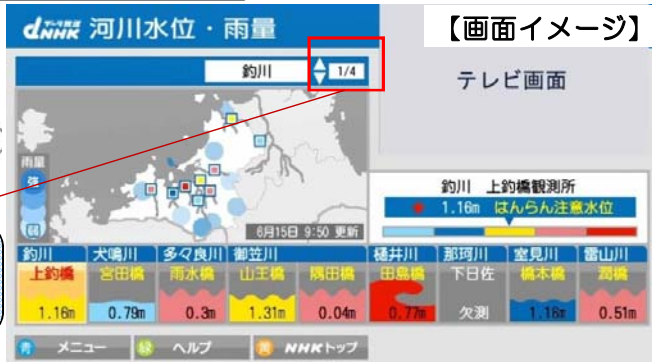 データ放送
dNHK 河川水位・雨量
【画面イメージ】
釣川 1/4
テレビ画面
雨量
強
弱
6月15日 9:50 更新
釣川 上釣橋観測所
1.16m はんらん注意水位
釣川 犬鳴川 多々良川 御笠川 樋井川 那珂川 室見川 雷山川
上釣橋 宮田橋 雨水橋 山王橋 隅田橋 田島橋 下日佐 橋本橋 潤橋
1.16m 0.79m 0.3m 1.31m 0.04m 0.77m 欠測 1.16m 0.51m
青 メニュー 緑 ヘルプ 黄 NHKトップ